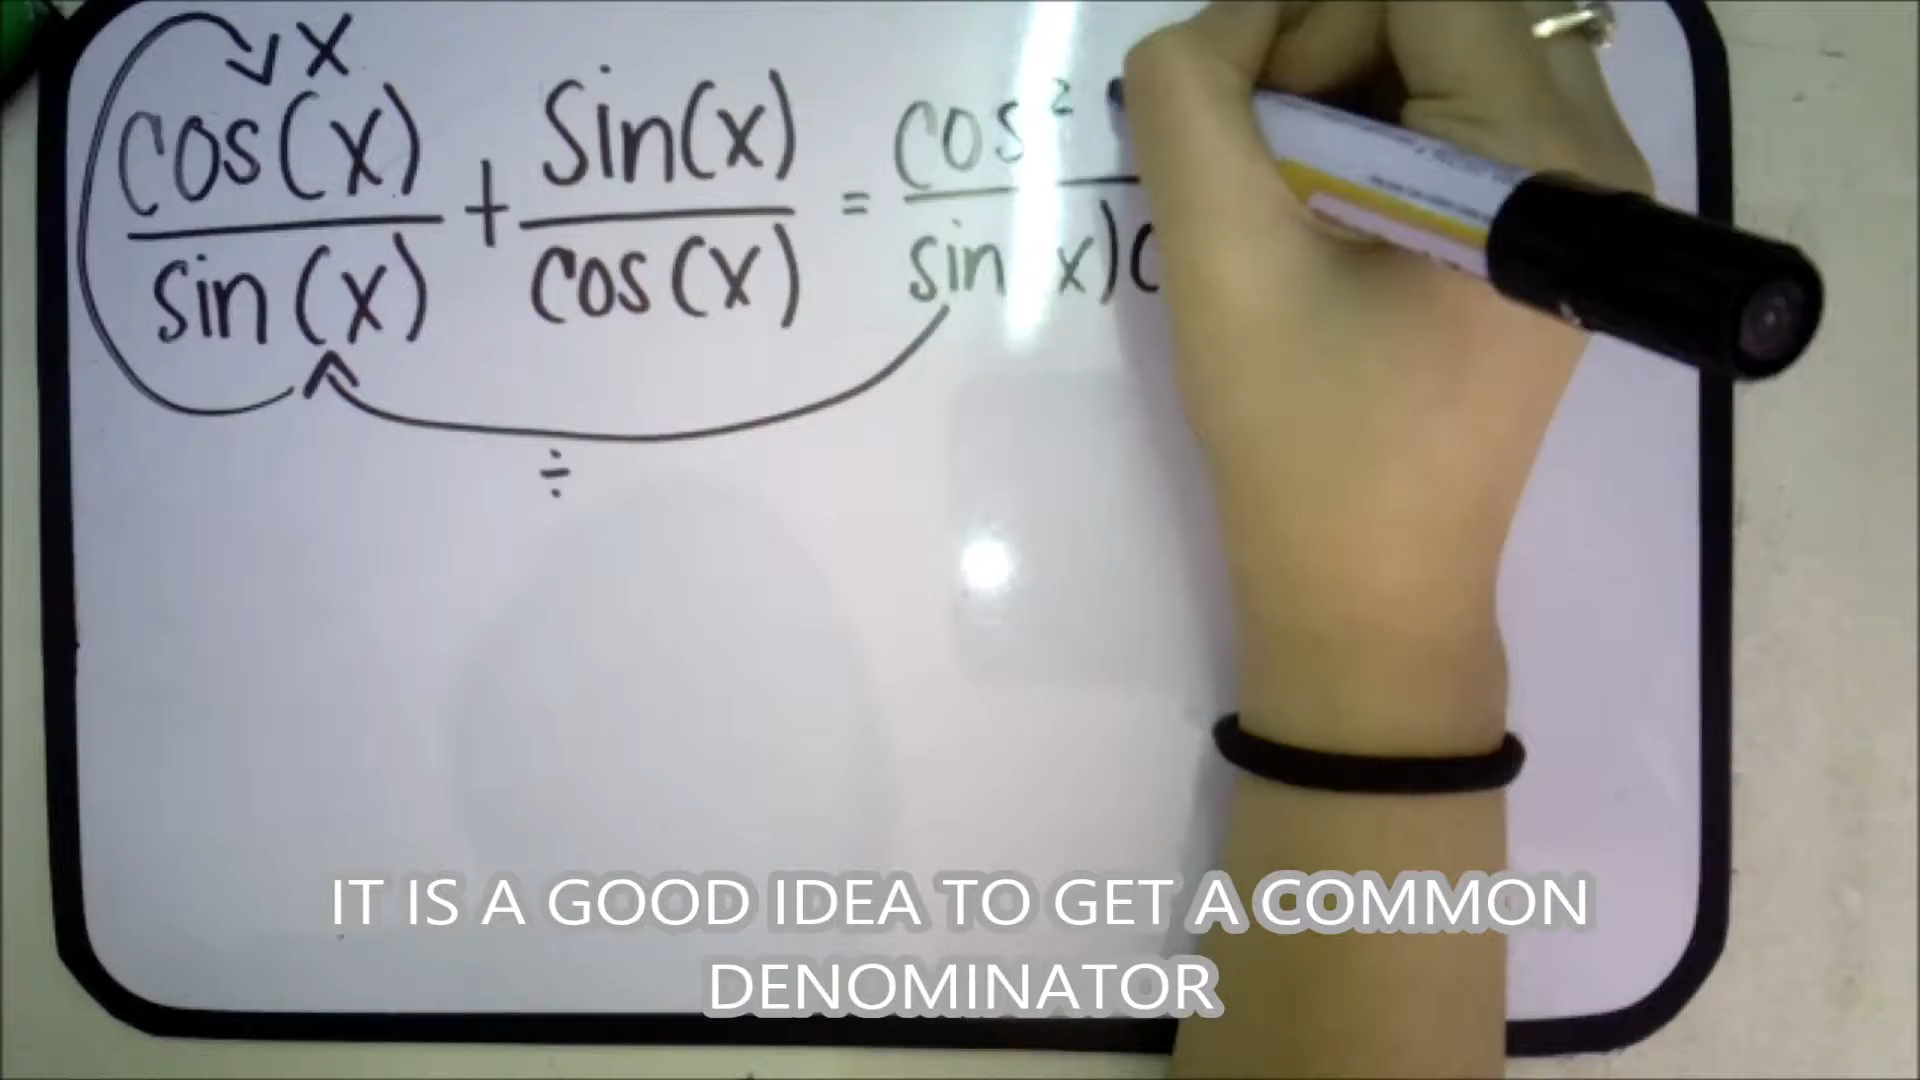 x
cos(x) + sin(x) = cos²
sin(x) cos(x) sin x)(
÷
IT IS A GOOD IDEA TO GET A COMMON
DENOMINATOR